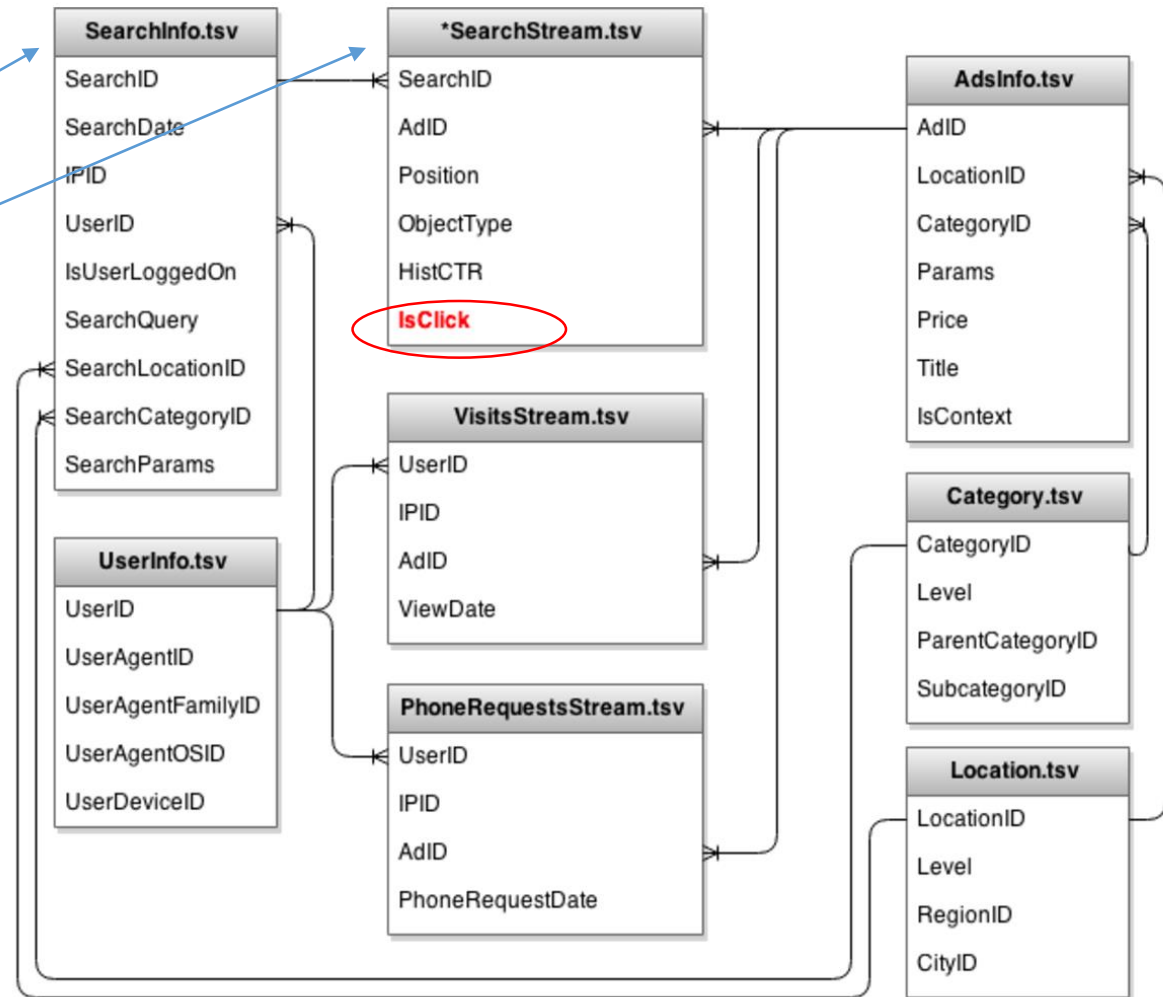 SearchInfo.tsv
SearchID
SearchDate
IPID
UserID
IsUserLoggedOn
SearchQuery
SearchLocationID
SearchCategoryID
SearchParams
UserInfo.tsv
UserID
UserAgentID
UserAgentFamilyID
UserAgentOSID
UserDeviceID
*SearchStream.tsv
SearchID
AdID
Position
ObjectType
HistCTR
IsClick
VisitsStream.tsv
UserID
IPID
AdID
ViewDate
PhoneRequestsStream.tsv
UserID
IPID
AdID
PhoneRequestDate
AdsInfo.tsv
AdID
LocationID
CategoryID
Params
Price
Title
IsContext
Category.tsv
CategoryID
Level
ParentCategoryID
SubcategoryID
Location.tsv
LocationID
Level
RegionID
CityID